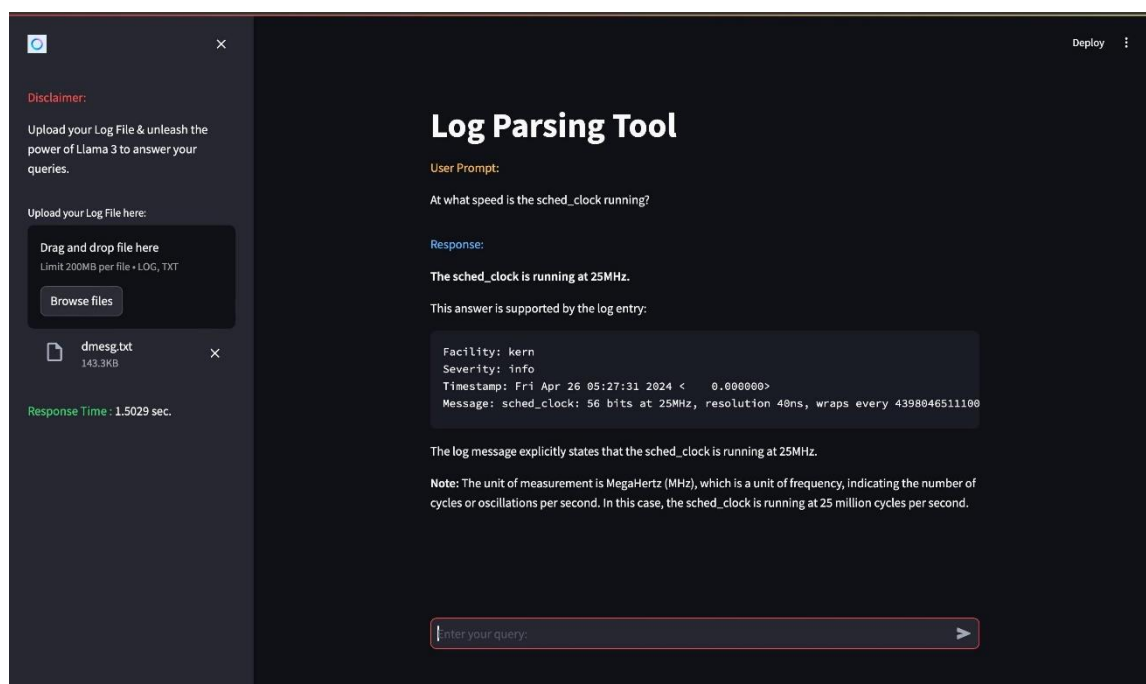 Deploy
Disclaimer:
Upload your Log File & unleash the
power of Llama 3 to answer your
queries.
Upload your Log File here:
Drag and drop file here
Limit 200MB per file • LOG, TXT
Browse files
dmesg.txt
143.3KB
Response Time : 1.5029 sec.
Log Parsing Tool
User Prompt:
At what speed is the sched_clock running?
Response:
The sched_clock is running at 25MHz.
This answer is supported by the log entry:
Facility: kern
Severity: info
Timestamp: Fri Apr 26 05:27:31 2024 <    0.000000>
Message: sched_clock: 56 bits at 25MHz, resolution 40ns, wraps every 4398046511100
The log message explicitly states that the sched_clock is running at 25MHz.
Note: The unit of measurement is MegaHertz (MHz), which is a unit of frequency, indicating the number of
cycles or oscillations per second. In this case, the sched_clock is running at 25 million cycles per second.
Enter your query: